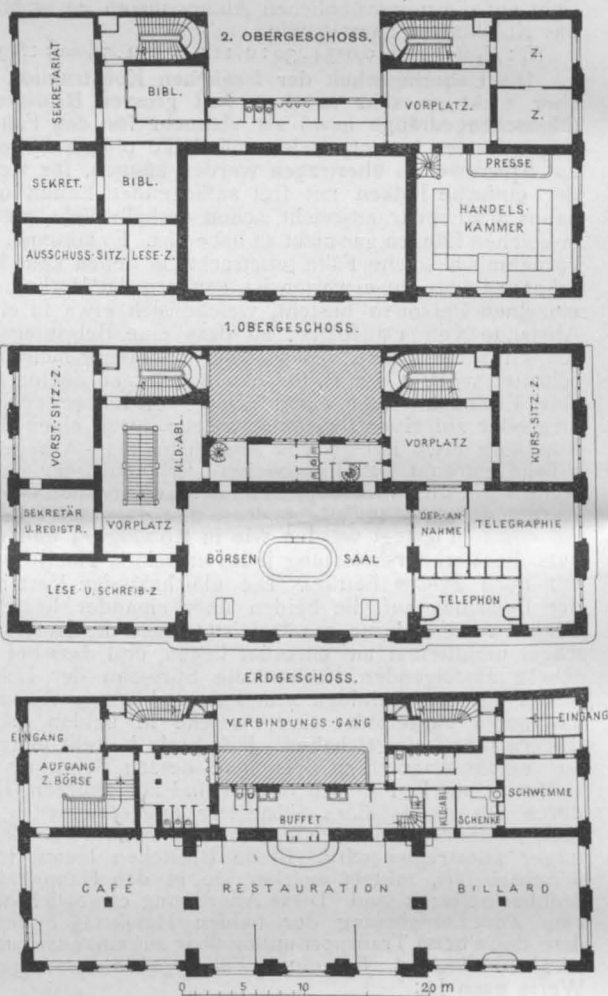 2. OBERGESCHOSS.
SEKRETARIAT
BIBL.
VORPLATZ.
Z.
Z.
SEKRET.
ABL.
PRESSE
HANDELS-
KAMMER
AUSSCHUSS-SITZ.
LESE-Z.
1. OBERGESCHOSS.
VORST.-SITZ-Z.
KLD.-ABL.
VORPLATZ
KURS-SITZ-Z.
SEKRETÄR
U. REGISTR.
VORPLATZ
BÖRSEN SAAL
DEP.-AN-
NAHME
TELEGRAPHIE
LESE-U. SCHREIB-Z
TELEPHON
ERDGESCHOSS.
EINGANG
VERBINDUNGS-GANG
EINGANG
AUFGANG
Z. BÖRSE
BUFFET
KLD.-ABL.
SCHENKE
SCHWEMME
CAFÉ
RESTAURATION
BILLARD
0 5 10 20 m